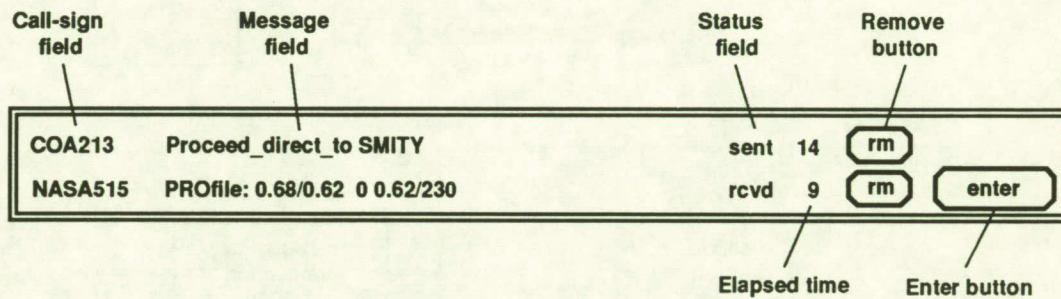 Call-sign field
Message field
Status field
Remove button
COA213 Proceed_direct_to SMITY sent 14 rm
NASA515 PROfile: 0.68/0.62 0 0.62/230 rcvd 9 rm enter
Elapsed time
Enter button